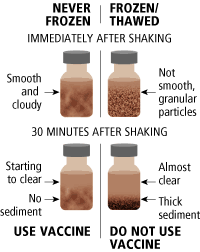 NEVER FROZEN
FROZEN/THAWED
IMMEDIATELY AFTER SHAKING
Smooth and cloudy
Not smooth, granular particles
30 MINUTES AFTER SHAKING
Starting to clear
Almost clear
No sediment
Thick sediment
USE VACCINE
DO NOT USE VACCINE